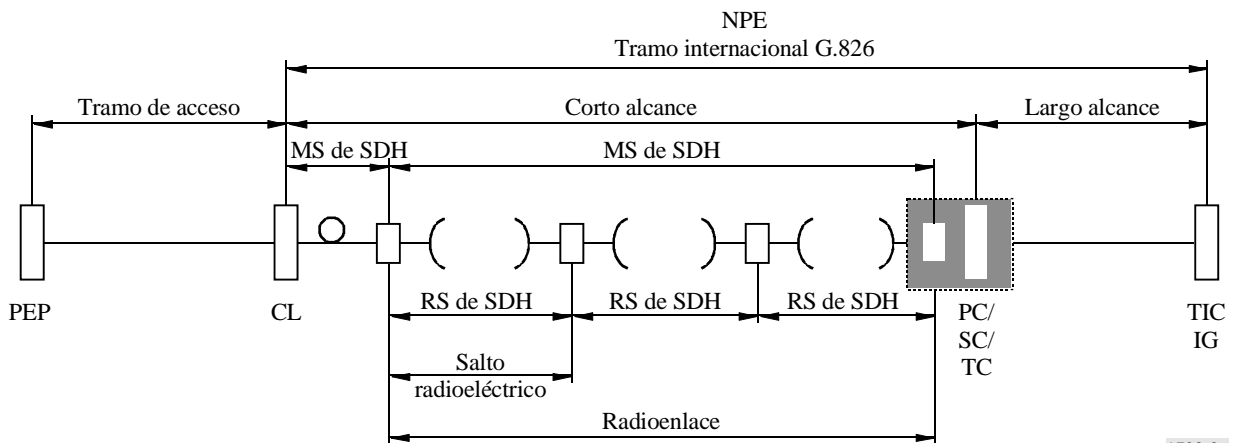 NPE
Tramo internacional G.826
Tramo de acceso
Corto alcance
Largo alcance
MS de SDH
MS de SDH
RS de SDH
RS de SDH
RS de SDH
PEP
CL
PC/
SC/
TC
TIC
IG
Salto
radioeléctrico
Radioenlace